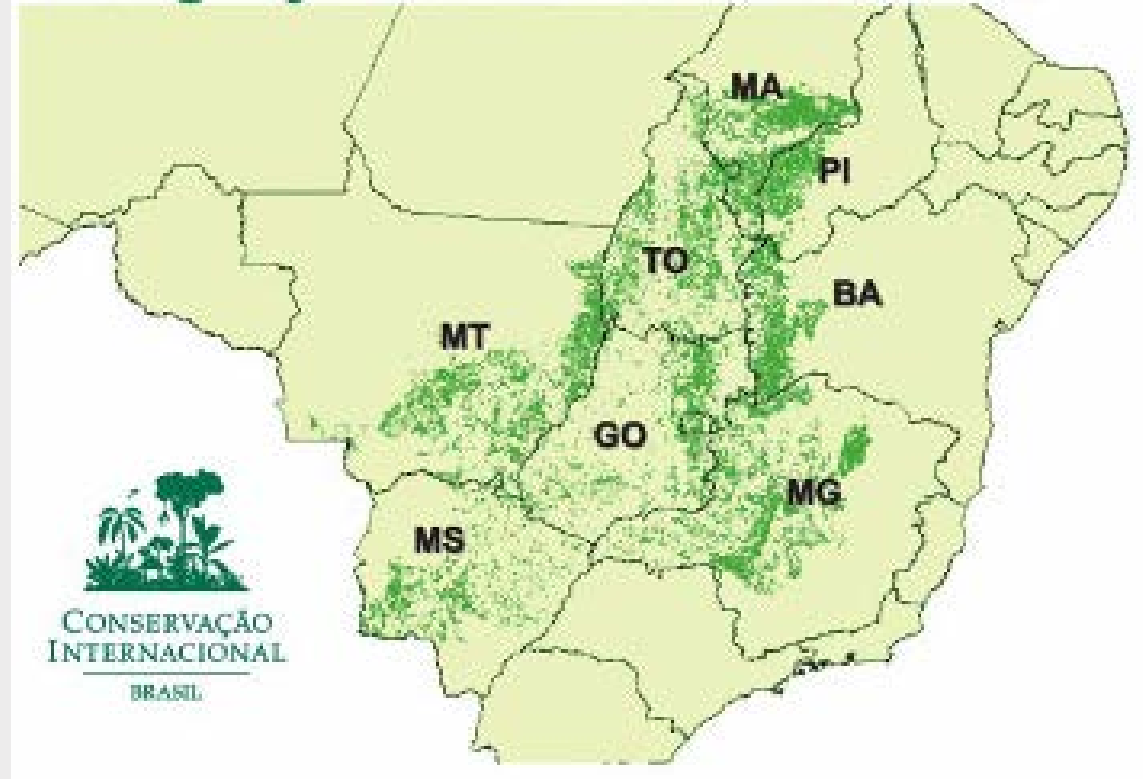 MA
PI
TO
BA
MT
GO
MG
MS
CONSERVAÇÃO
INTERNACIONAL
BRASIL